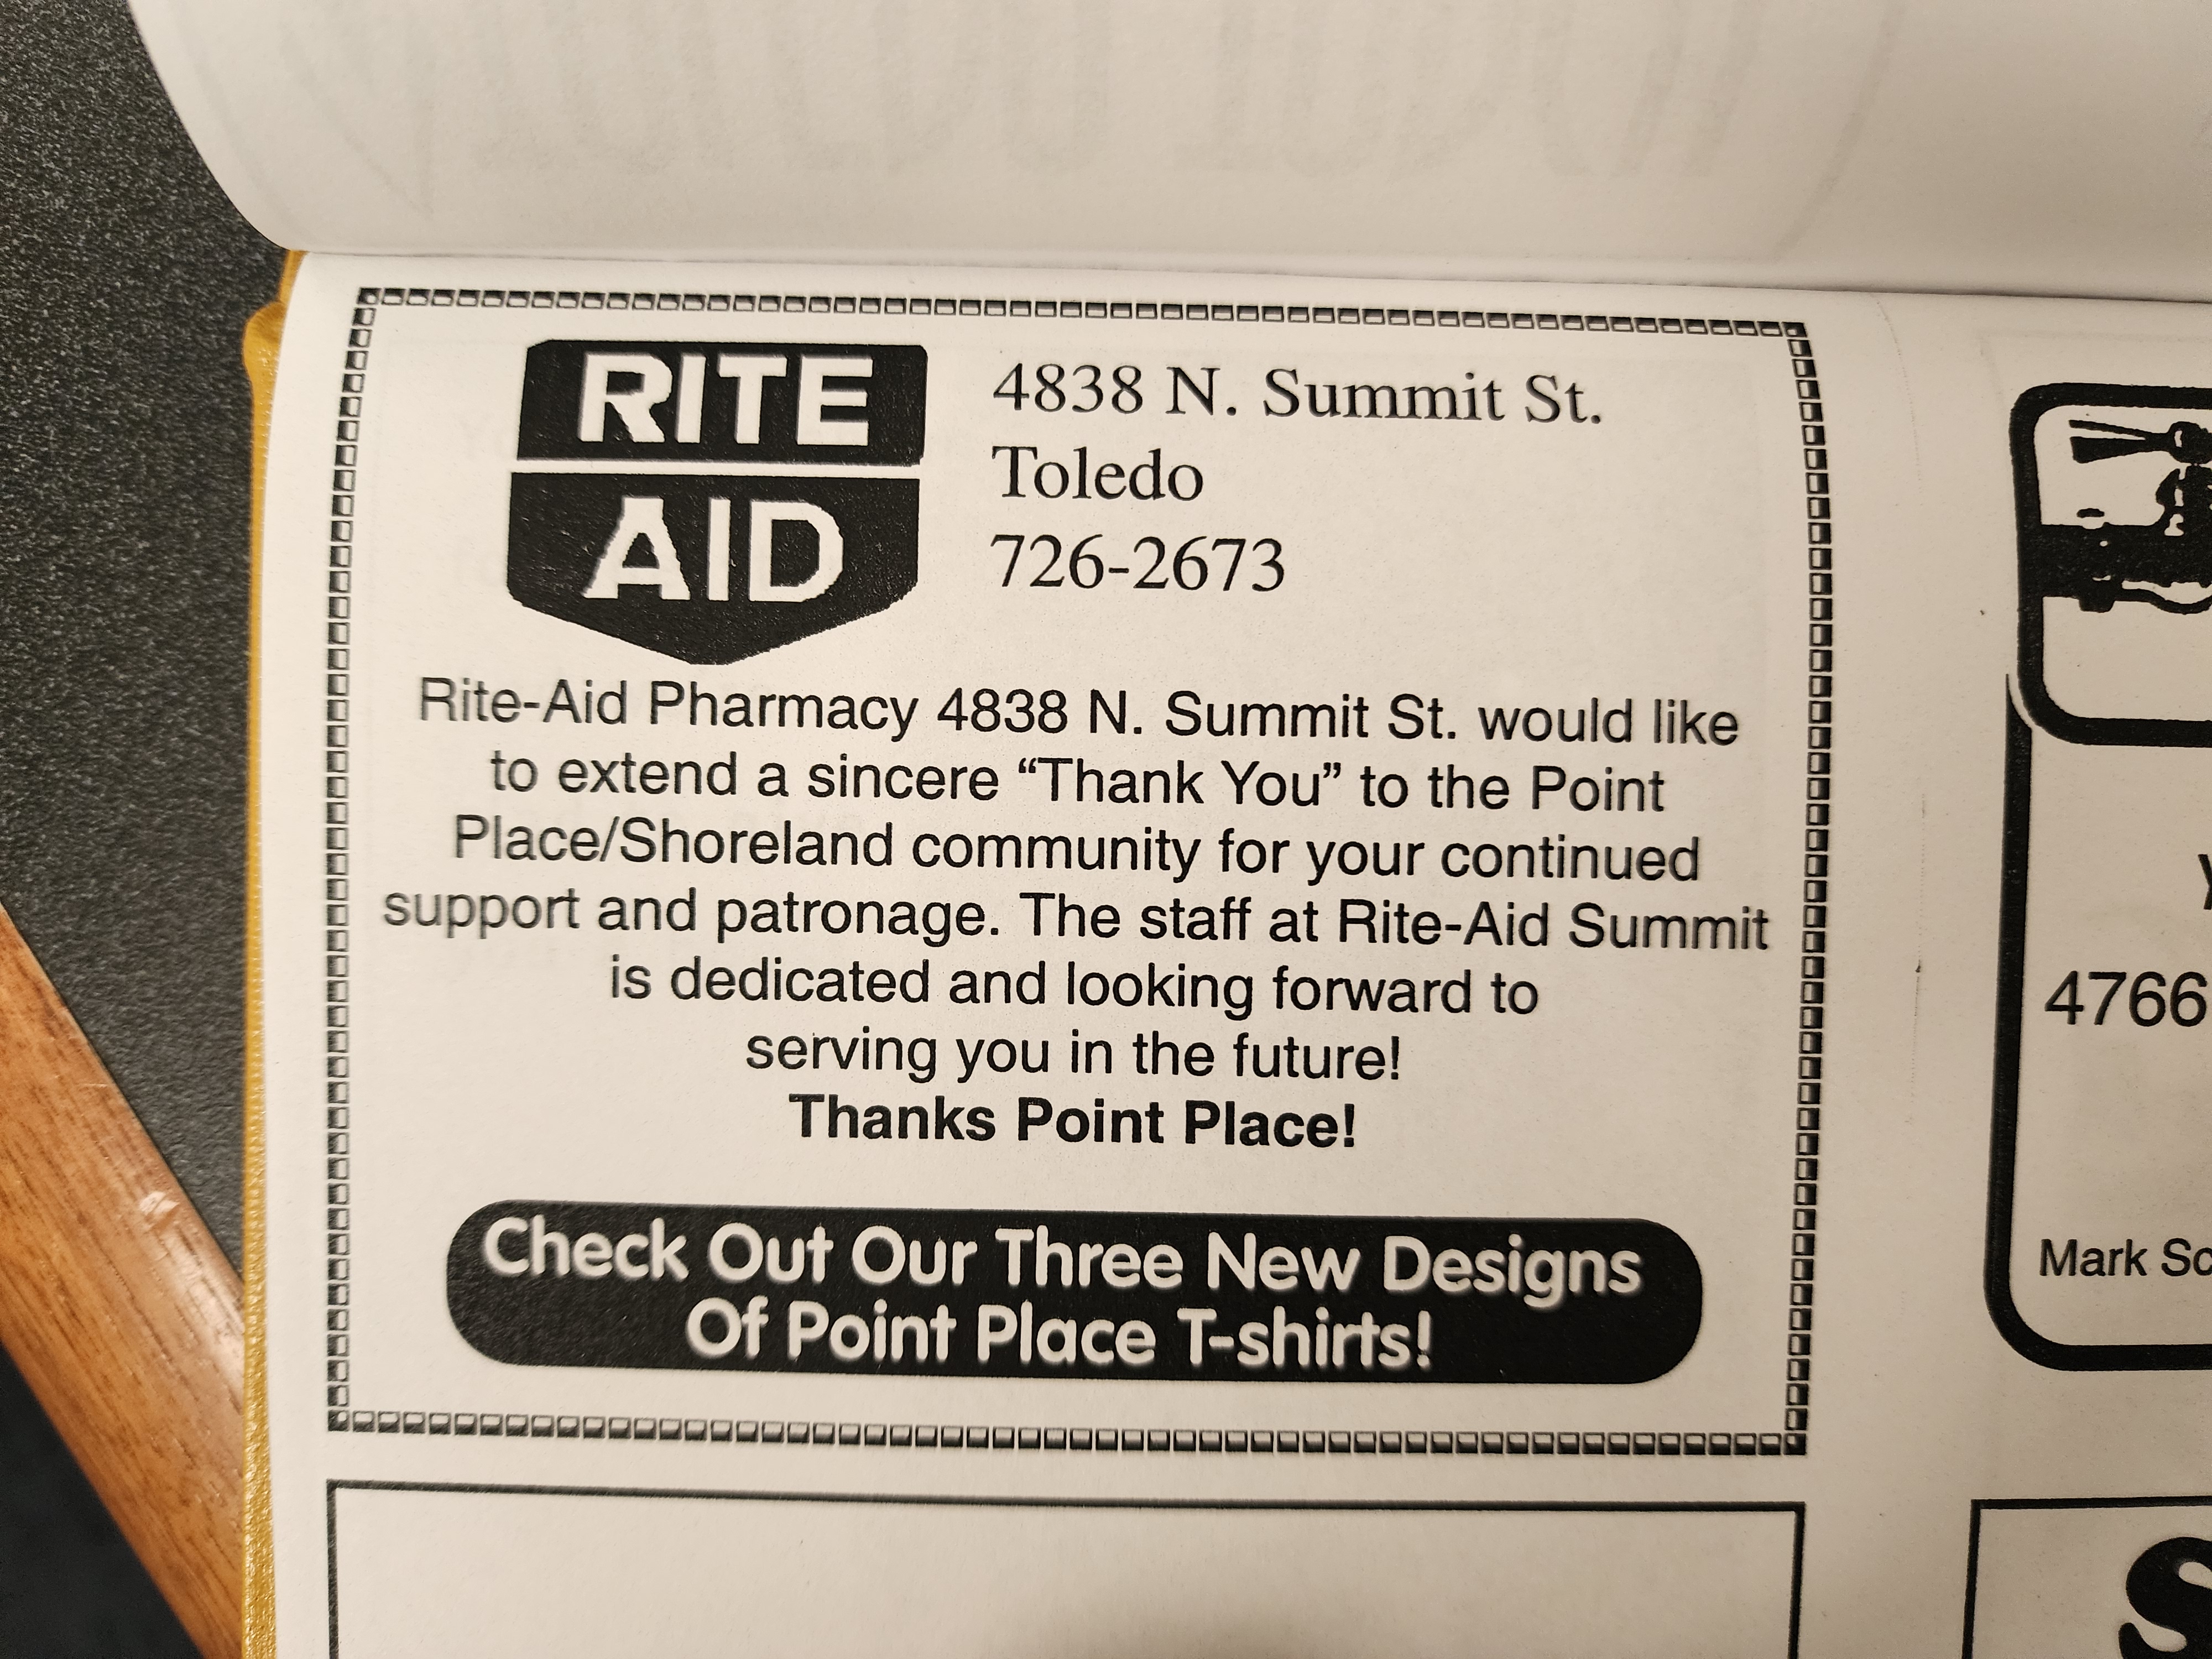 RITE
AID
4838 N. Summit St.
Toledo
726-2673
Rite-Aid Pharmacy 4838 N. Summit St. would like
to extend a sincere “Thank You” to the Point
Place/Shoreland community for your continued
support and patronage. The staff at Rite-Aid Summit
is dedicated and looking forward to
serving you in the future!
Thanks Point Place!
Check Out Our Three New Designs
Of Point Place T-shirts!
4766
Mark Sc
S